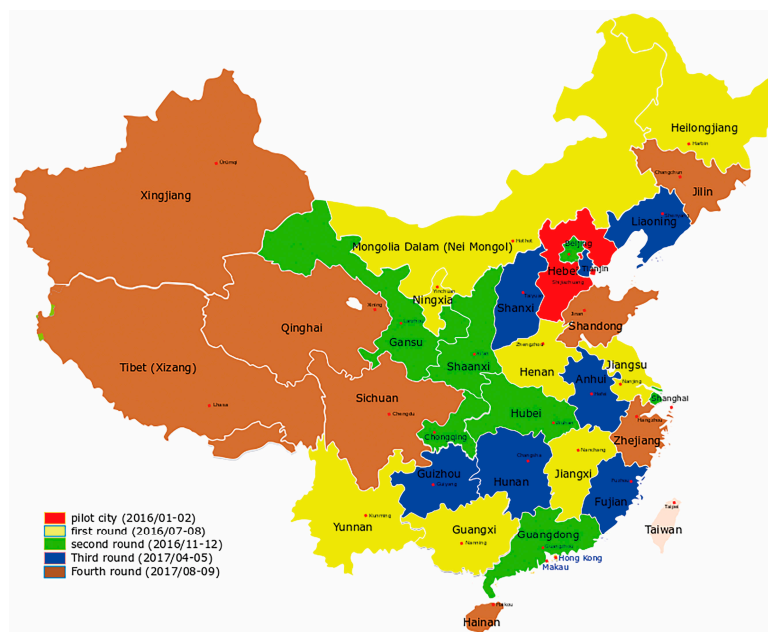 Heilongjiang
Harbin
Changchun
Jilin
Ürümqi
Xingjiang
Liaoning
Shenyang
Mongolia Dalam (Nei Mongol)
Hohhot
Beijing
Hebe
Tianjin
Shijiazhuang
Yinchuan
Ningxia
Taiyuan
Shanxi
Xining
Lanzhou
Jinan
Shandong
Qinghai
Gansu
Zhengzhou
Xi'an
Shaanxi
Henan
Jiangsu
Tibet (Xizang)
Anhui
Nanjing
Hefei
Sichuan
Shanghai
Lhasa
Chengdu
Hubei
Wuhan
Hangzhou
Chongqing
Zhejiang
Nanchang
Changsha
Guizhou
Guiyang
Hunan
Jiangxi
Fuzhou
Fujian
Taipei
Taiwan
Kunming
Yunnan
Guangxi
Nanning
Guangdong
Guangzhou
Hong Kong
Makau
pilot city (2016/01-02)
first round (2016/07-08)
second round (2016/11-12)
Third round (2017/04-05)
Fourth round (2017/08-09)
Haikou
Hainan